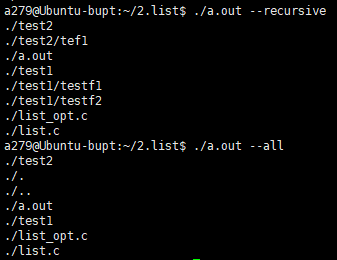 a279@Ubuntu-bupt:~/2.list$ ./a.out --recursive
./test2
./test2/tef1
./a.out
./test1
./test1/testf1
./test1/testf2
./list_opt.c
./list.c
a279@Ubuntu-bupt:~/2.list$ ./a.out --all
./test2
./.
./..
./a.out
./test1
./list_opt.c
./list.c